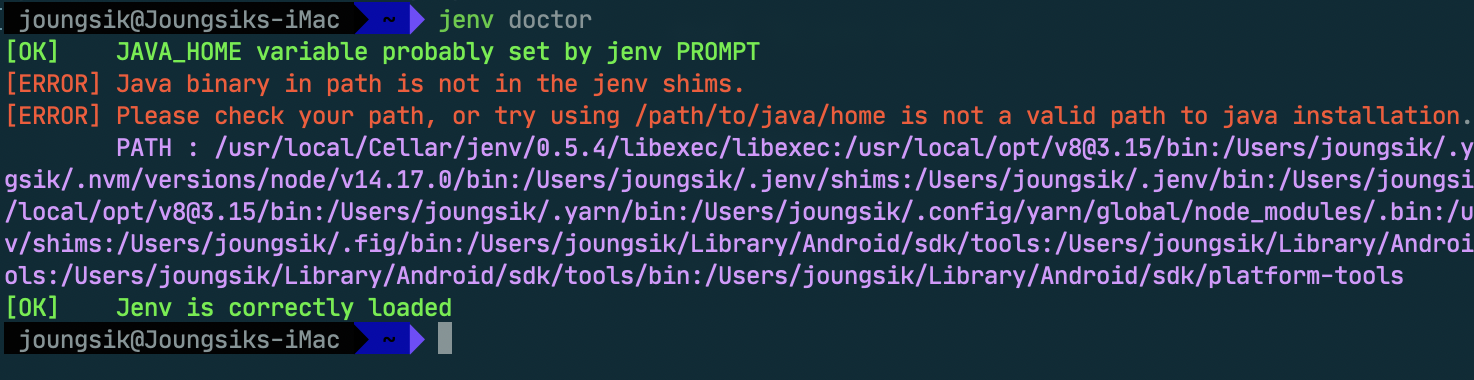 joungsik@Joungsiks-iMac ~ jenv doctor
[OK] JAVA_HOME variable probably set by jenv PROMPT
[ERROR] Java binary in path is not in the jenv shims.
[ERROR] Please check your path, or try using /path/to/java/home is not a valid path to java installation.
PATH : /usr/local/Cellar/jenv/0.5.4/libexec/libexec:/usr/local/opt/v8@3.15/bin:/Users/joungsik/.y
gsik/.nvm/versions/node/v14.17.0/bin:/Users/joungsik/.jenv/shims:/Users/joungsik/.jenv/bin:/Users/joungsi
/local/opt/v8@3.15/bin:/Users/joungsik/.yarn/bin:/Users/joungsik/.config/yarn/global/node_modules/.bin:/u
v/shims:/Users/joungsik/.fig/bin:/Users/joungsik/Library/Android/sdk/tools:/Users/joungsik/Library/Androi
ols:/Users/joungsik/Library/Android/sdk/tools/bin:/Users/joungsik/Library/Android/sdk/platform-tools
[OK] Jenv is correctly loaded
joungsik@Joungsiks-iMac ~